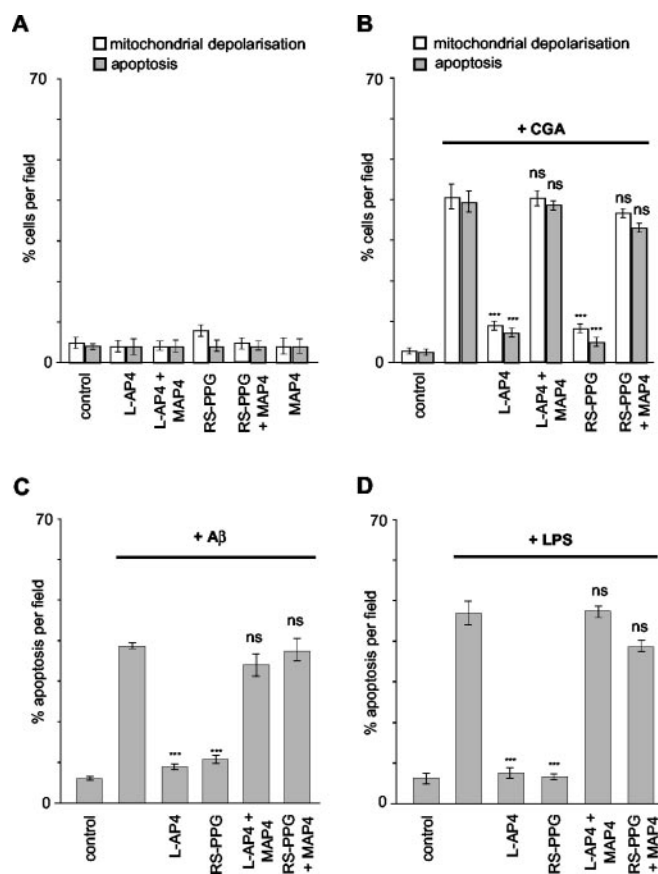 A
mitochondrial depolarisation
apoptosis
70
% cells per field
0
control
L-AP4
L-AP4 +
MAP4
RS-PPG
RS-PPG
+ MAP4
MAP4
B
mitochondrial depolarisation
apoptosis
70
+ CGA
% cells per field
ns
ns
ns
ns
***
***
***
***
0
control
L-AP4
L-AP4 +
MAP4
RS-PPG
RS-PPG
+ MAP4
C
70
+ Aβ
% apoptosis per field
ns
ns
***
***
0
control
L-AP4
RS-PPG
L-AP4 +
MAP4
RS-PPG
+ MAP4
D
70
+ LPS
% apoptosis per field
ns
ns
***
***
0
control
L-AP4
RS-PPG
L-AP4 +
MAP4
RS-PPG
+ MAP4